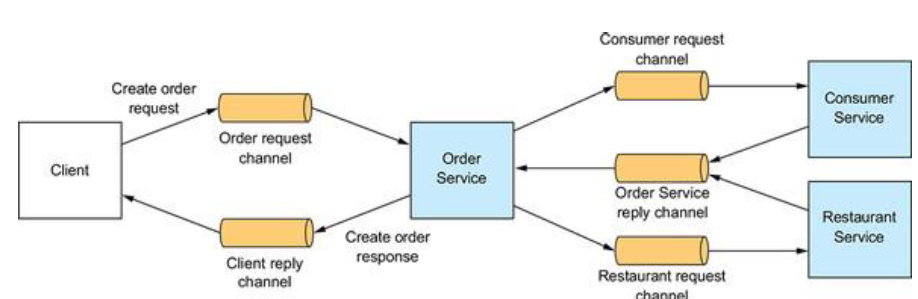 Consumer request
channel
Create order
request
Consumer
Service
Order request
channel
Client
Order
Service
Order Service
reply channel
Restaurant
Service
Create order
response
Client reply
channel
Restaurant request
channel